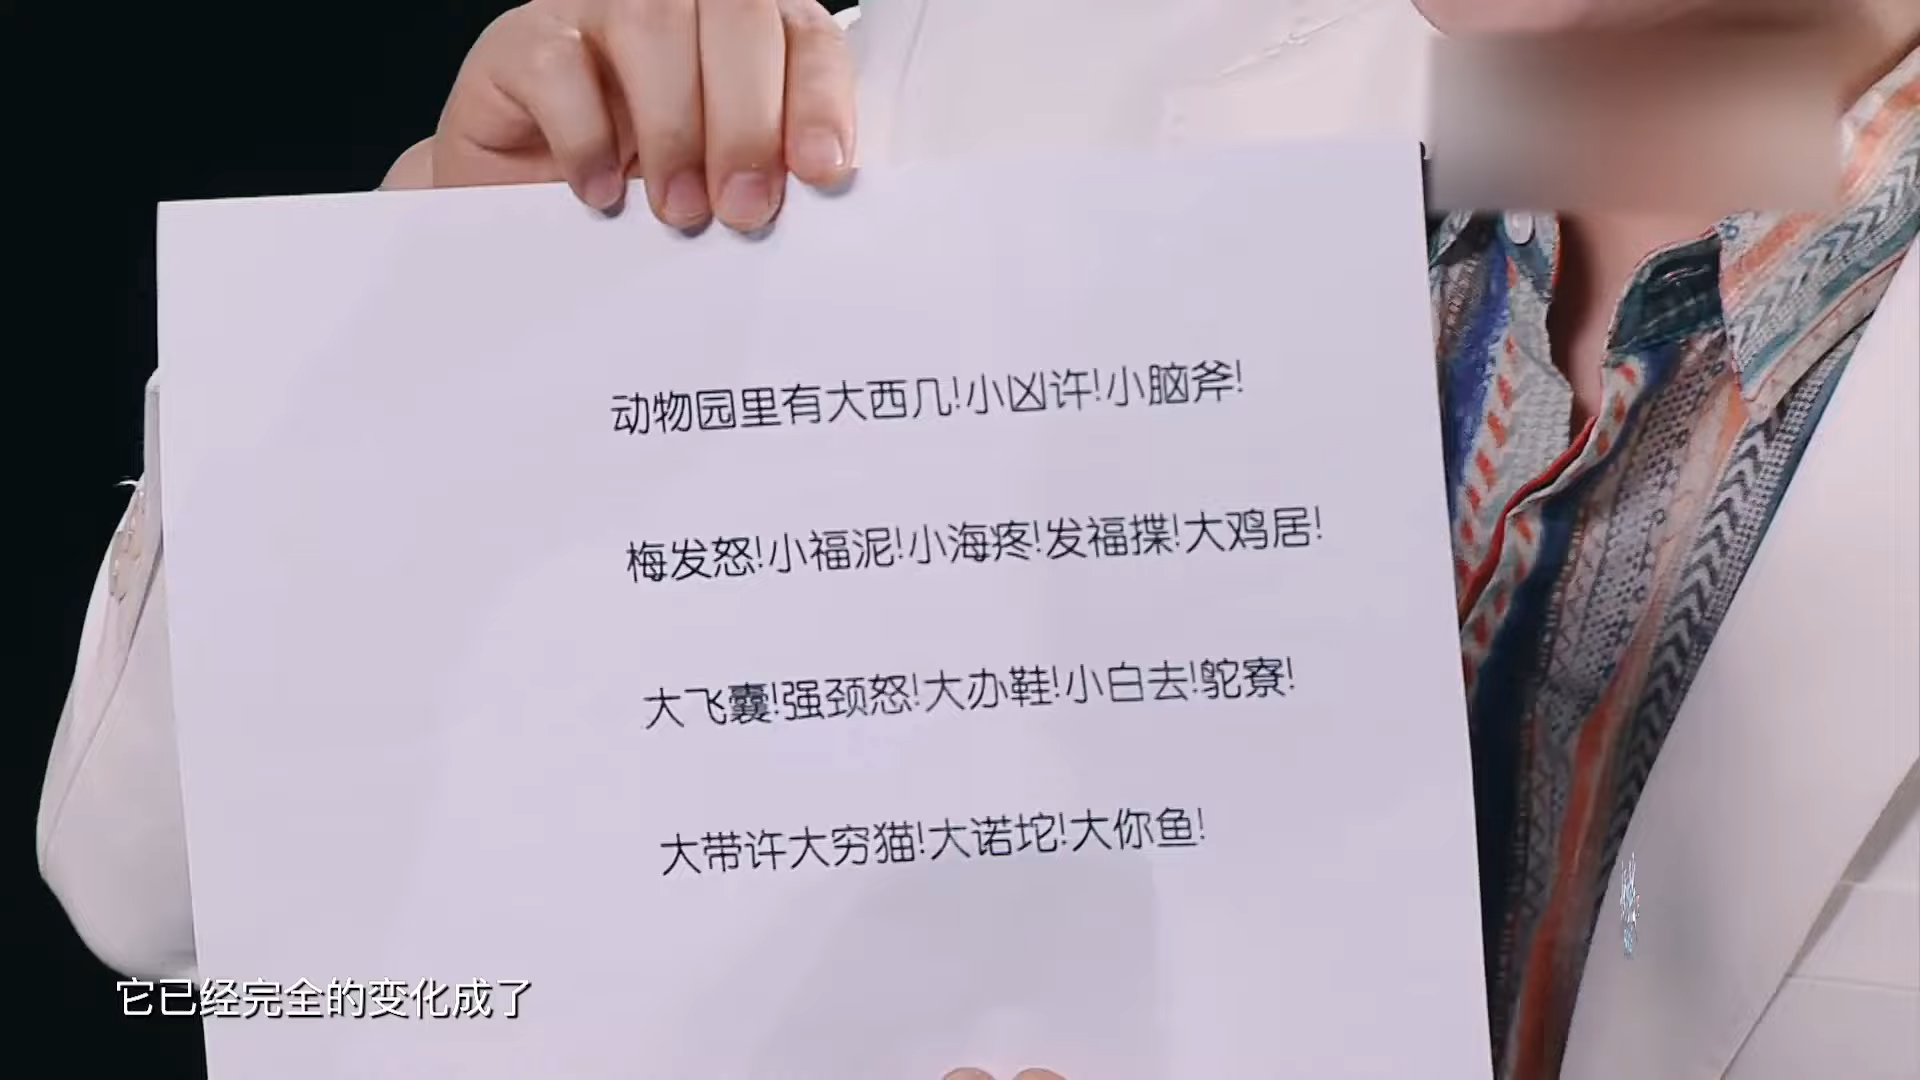 动物园里有大西几!小凶许!小脑斧!
梅发怒!小福泥!小海疼!发福揲!大鸡居!
大飞囊!强颈怒!大办鞋!小白去!鸵寮!
大带许大穷猫!大诺坨!大你鱼!
它已经完全的变化成了